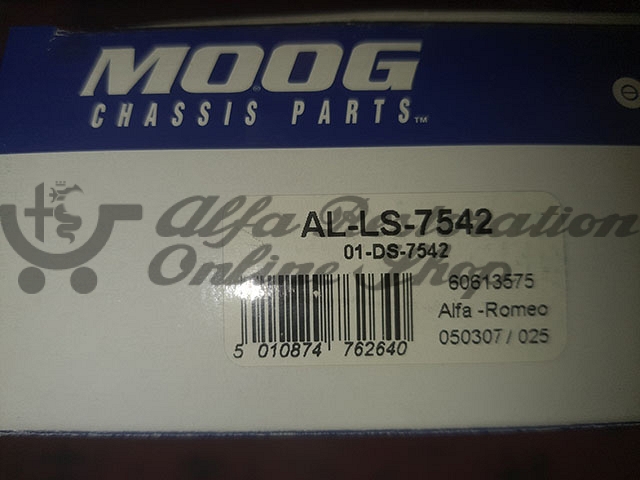 MOOG
CHASSIS PARTS™
AL-LS-7542
01-DS-7542
Alfa Restoration
Online Shop
60613575
Alfa -Romeo
050307 / 025
5 010874 762640